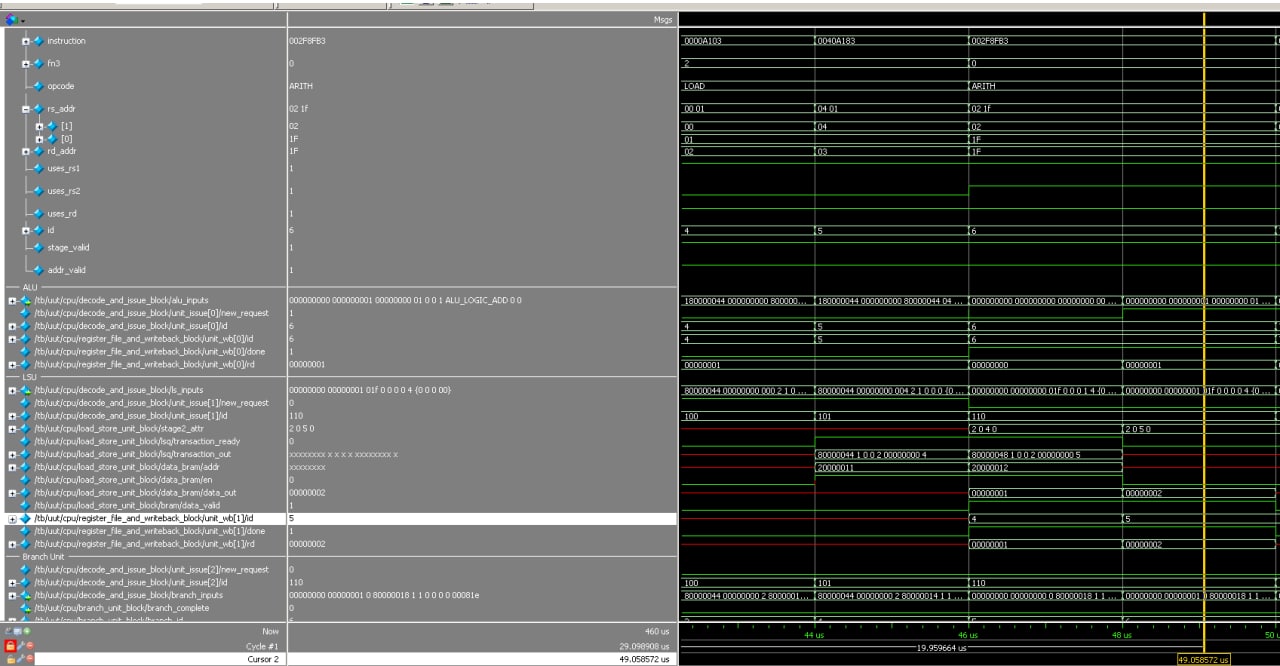 Msgs
instruction 002F8FB3 0000A103 0040A183 002F8FB3
fn3 0 2 0
opcode ARITH LOAD ARITH
rs_addr 02 1f 00 01 04 01 02 1f
[1] 02 00 04 02
[0] 1F 01 1F
rd_addr 1F 02 03 1F
uses_rs1 1
uses_rs2 1
uses_rd 1
id 6 4 5 6
stage_valid 1
addr_valid 1
ALU
/tb/uut/cpu/decode_and_issue_block/alu_inputs 000000000 000000001 00000000 01 0 0 1 ALU_LOGIC_ADD 0 0 180000044 000000000 800000... 180000044 000000000 80000044 04 ... 000000000 000000000 00000000 00 ... 000000000 000000001 00000000 01 ...
/tb/uut/cpu/decode_and_issue_block/unit_issue[0]/new_request 1
/tb/uut/cpu/decode_and_issue_block/unit_issue[0]/id 6 4 5 6
/tb/uut/cpu/register_file_and_writeback_block/unit_wb[0]/id 6 4 5 6
/tb/uut/cpu/register_file_and_writeback_block/unit_wb[0]/done 1
/tb/uut/cpu/register_file_and_writeback_block/unit_wb[0]/rd 00000001 00000001 00000000 00000001
LSU
/tb/uut/cpu/decode_and_issue_block/ls_inputs 00000000 00000001 01f 0 0 0 0 4 {0 0 0 00} 80000044 00000000 000 2 1 0 ... 80000044 00000000 004 2 1 0 0 0 {0 ... 00000000 00000000 01f 0 0 0 1 4 {0 ... 00000000 00000001 01f 0 0 0 0 4 {0 ...
/tb/uut/cpu/decode_and_issue_block/unit_issue[1]/new_request 0
/tb/uut/cpu/decode_and_issue_block/unit_issue[1]/id 110 100 101 110
/tb/uut/cpu/load_store_unit_block/stage2_attr 2 0 5 0 2 0 4 0 2 0 5 0
/tb/uut/cpu/load_store_unit_block/lsq/transaction_ready 0
/tb/uut/cpu/load_store_unit_block/lsq/transaction_out xxxxxxxx x x x x xxxxxxxx x 80000044 1 0 0 2 00000000 4 80000048 1 0 0 2 00000000 5
/tb/uut/cpu/load_store_unit_block/data_bram/addr xxxxxxxx 20000011 20000012
/tb/uut/cpu/load_store_unit_block/data_bram/en 0
/tb/uut/cpu/load_store_unit_block/data_bram/data_out 00000002 00000001 00000002
/tb/uut/cpu/load_store_unit_block/bram/data_valid 1
/tb/uut/cpu/register_file_and_writeback_block/unit_wb[1]/id 5 4 5
/tb/uut/cpu/register_file_and_writeback_block/unit_wb[1]/done 1
/tb/uut/cpu/register_file_and_writeback_block/unit_wb[1]/rd 00000002 00000001 00000002
Branch Unit
/tb/uut/cpu/decode_and_issue_block/unit_issue[2]/new_request 0
/tb/uut/cpu/decode_and_issue_block/unit_issue[2]/id 110 100 101 110
/tb/uut/cpu/decode_and_issue_block/branch_inputs 00000000 00000001 0 80000018 1 1 0 0 0 0 00081e 80000044 00000000 2 8000001... 80000044 00000000 2 80000014 1 1 ... 00000000 00000000 0 80000018 1 1 ... 00000000 00000001 0 80000018 1 1 ...
/tb/uut/cpu/branch_unit_block/branch_complete 0
Now 460 us 44 us 46 us 48 us 50
Cycle #1 29.098908 us 19.959664 us
Cursor 2 49.058572 us 49.058572 us